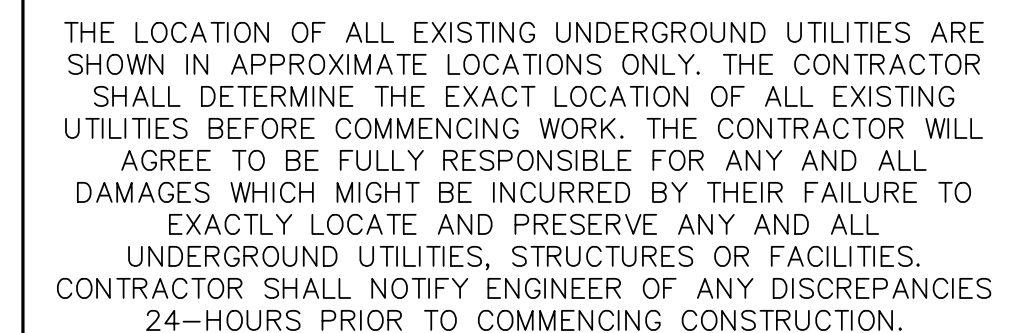 THE LOCATION OF ALL EXISTING UNDERGROUND UTILITIES ARE
SHOWN IN APPROXIMATE LOCATIONS ONLY. THE CONTRACTOR
SHALL DETERMINE THE EXACT LOCATION OF ALL EXISTING
UTILITIES BEFORE COMMENCING WORK. THE CONTRACTOR WILL
AGREE TO BE FULLY RESPONSIBLE FOR ANY AND ALL
DAMAGES WHICH MIGHT BE INCURRED BY THEIR FAILURE TO
EXACTLY LOCATE AND PRESERVE ANY AND ALL
UNDERGROUND UTILITIES, STRUCTURES OR FACILITIES.
CONTRACTOR SHALL NOTIFY ENGINEER OF ANY DISCREPANCIES
24-HOURS PRIOR TO COMMENCING CONSTRUCTION.